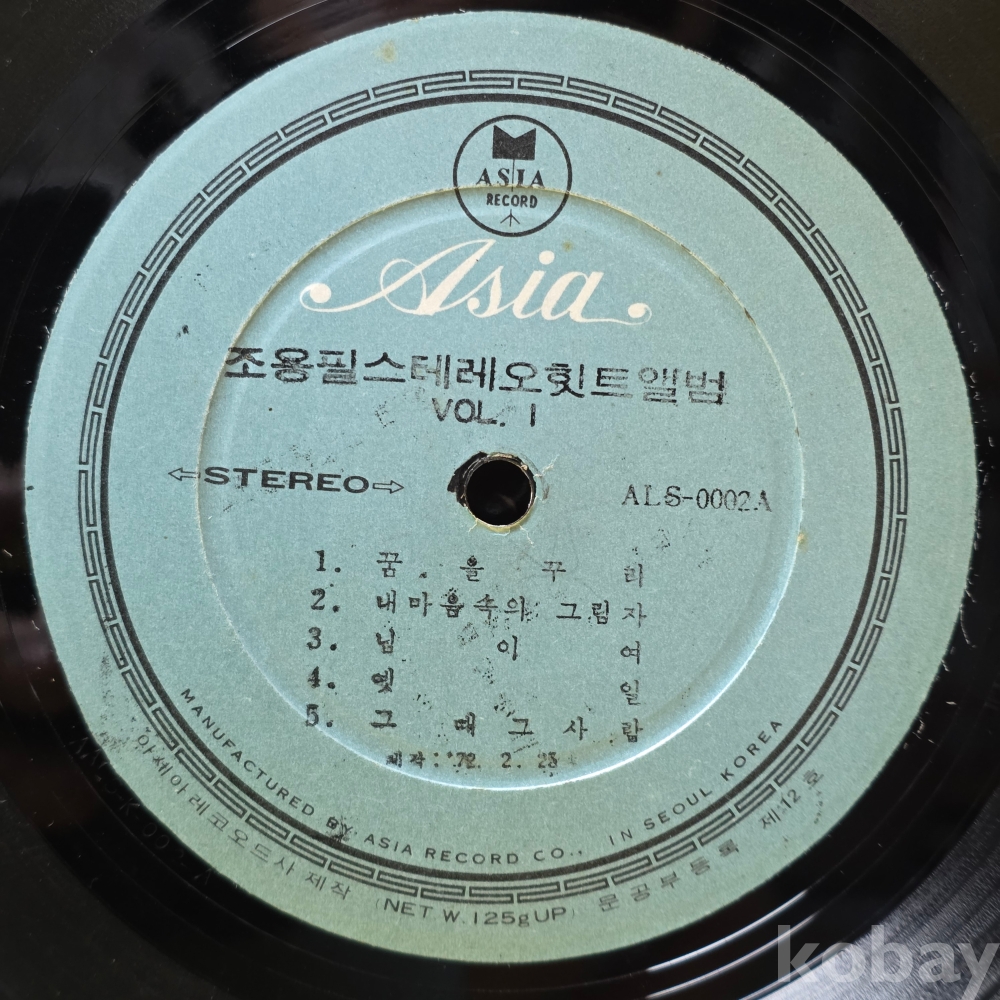 ASIA
RECORD
Asia
조용필스테레오힛트앨범
VOL. 1
⇦STEREO⇨
ALS-0002A
1. 꿈을꾸리
2. 내마음속의 그림자
3. 님이여
4. 옛일
5. 그때그사람
제작: '72. 2. 25
MANUFACTURED BY ASIA RECORD CO., IN SEOUL KOREA
아세아레코오드사 제작 (NET W. 125gUP) 문공부등록 제:12호
kobay